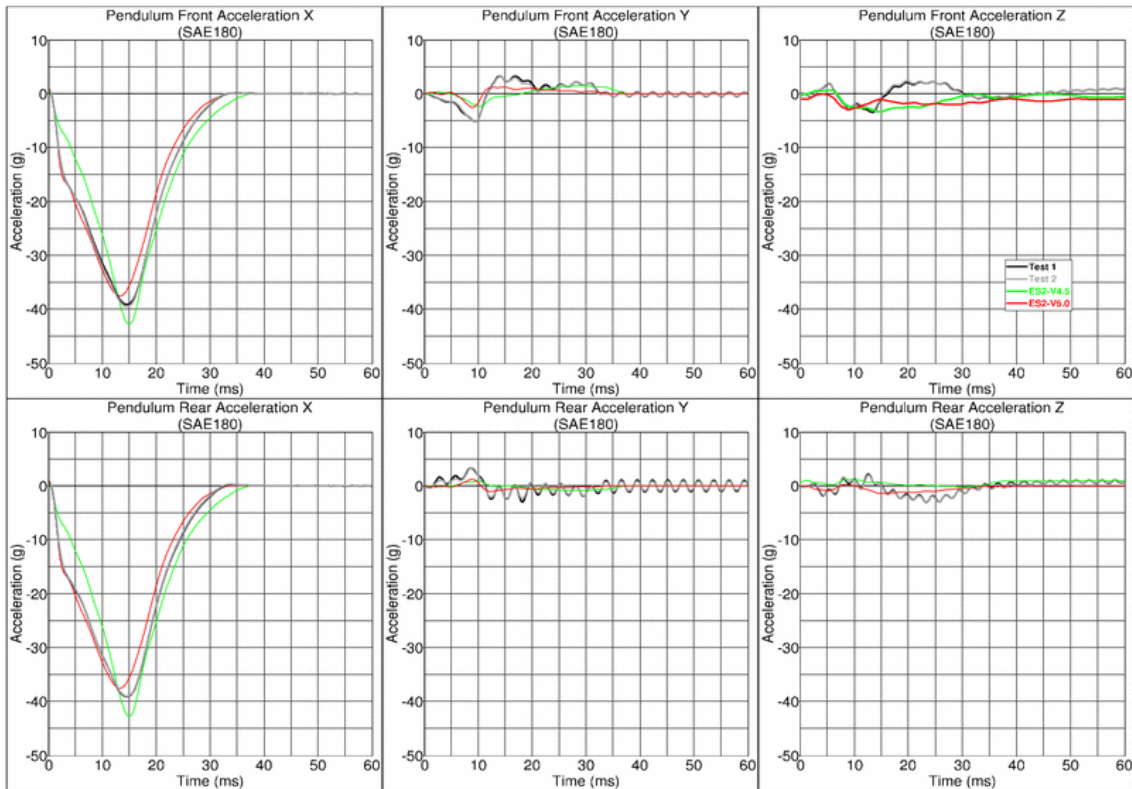 Pendulum Front Acceleration X
(SAE180)
10
0
-10
-20
-30
-40
-50
Acceleration (g)
0 10 20 30 40 50 60
Time (ms)
Pendulum Front Acceleration Y
(SAE180)
10
0
-10
-20
-30
-40
-50
Acceleration (g)
0 10 20 30 40 50 60
Time (ms)
Pendulum Front Acceleration Z
(SAE180)
10
0
-10
-20
-30
-40
-50
Acceleration (g)
Test 1
Test 2
ES2-V4.5
ES2-V5.0
0 10 20 30 40 50 60
Time (ms)
Pendulum Rear Acceleration X
(SAE180)
10
0
-10
-20
-30
-40
-50
Acceleration (g)
0 10 20 30 40 50 60
Time (ms)
Pendulum Rear Acceleration Y
(SAE180)
10
0
-10
-20
-30
-40
-50
Acceleration (g)
0 10 20 30 40 50 60
Time (ms)
Pendulum Rear Acceleration Z
(SAE180)
10
0
-10
-20
-30
-40
-50
Acceleration (g)
0 10 20 30 40 50 60
Time (ms)